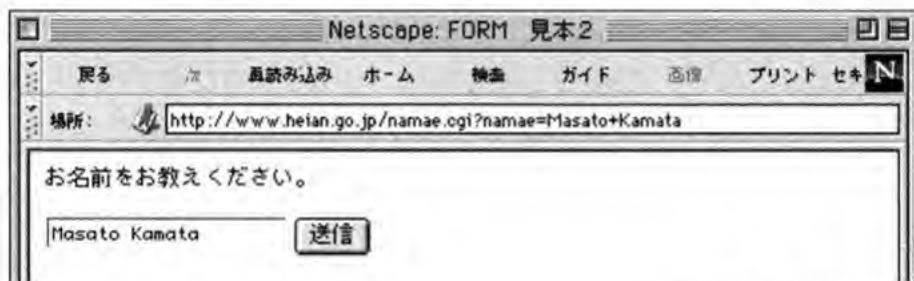 Netscape: FORM 見本2
戻る 次 再読み込み ホーム 検索 ガイド 画像 プリント セキ N
場所: http://www.heian.go.jp/namae.cgi?namae=Masato+Kamata
お名前をお教えください。
Masato Kamata 送信